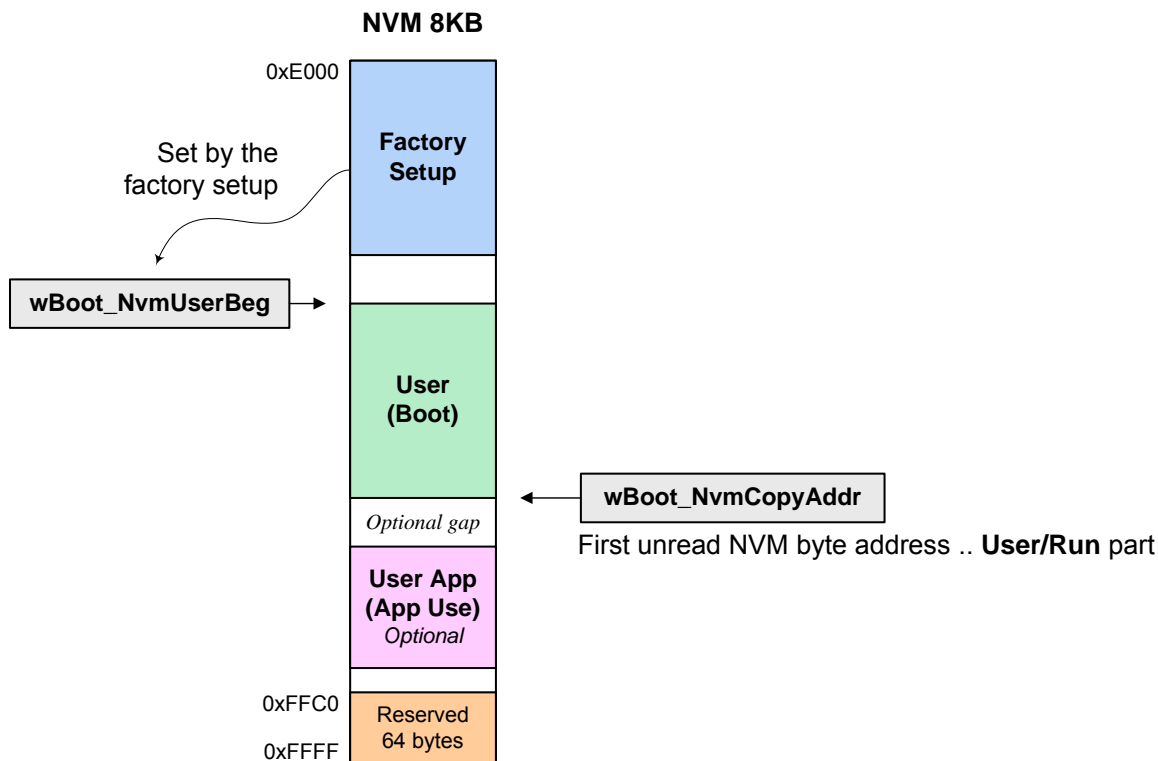 NVM 8KB
0xE000
Factory
Setup
Set by the
factory setup
wBoot_NvmUserBeg
User
(Boot)
wBoot_NvmCopyAddr
Optional gap
First unread NVM byte address .. User/Run part
User App
(App Use)
Optional
0xFFC0
Reserved
64 bytes
0xFFFF